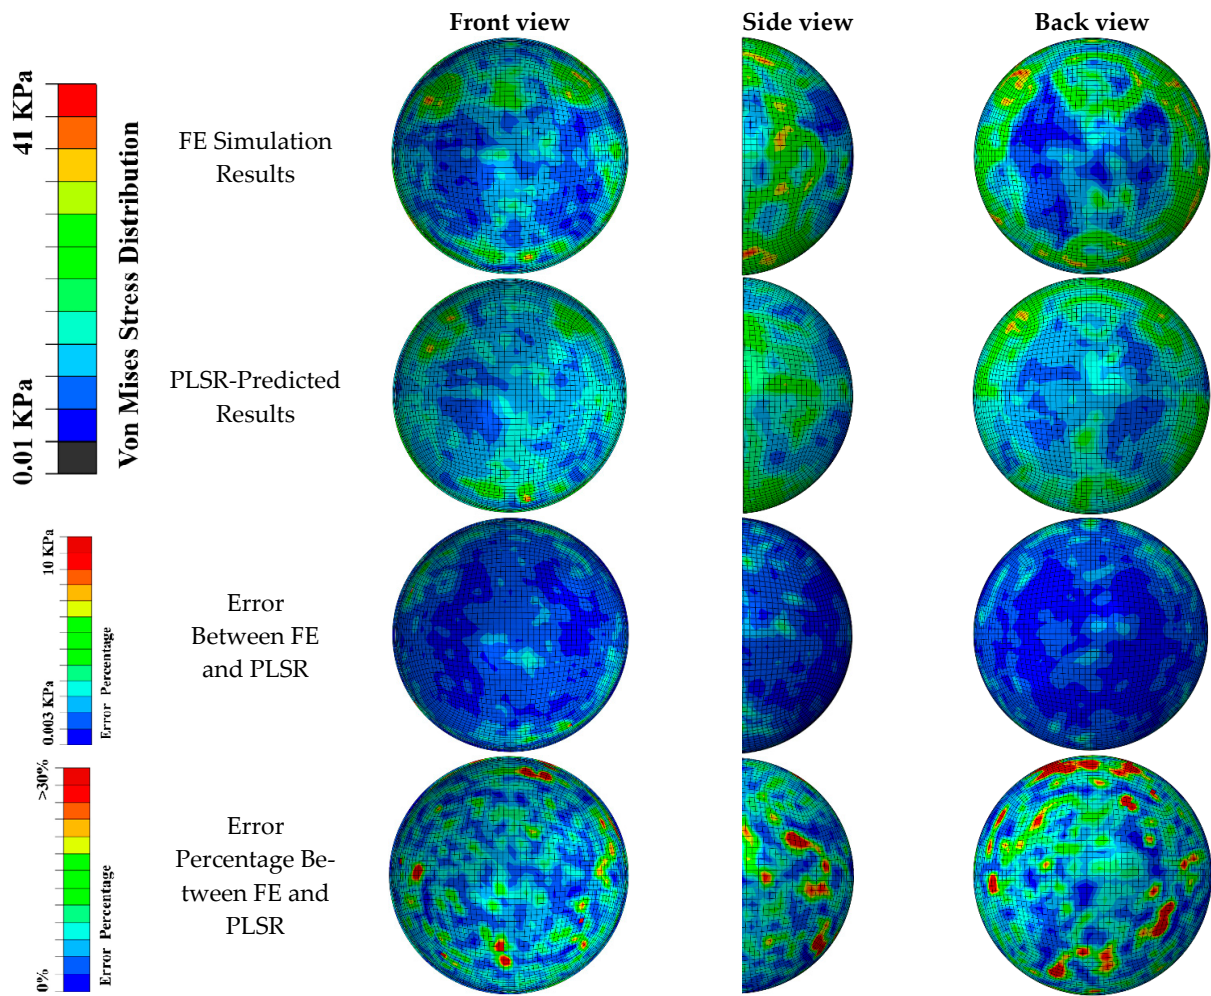 Front view
Side view
Back view
41 KPa
0.01 KPa
Von Mises Stress Distribution
FE Simulation
Results
PLSR-Predicted
Results
10 KPa
0.003 KPa
Error Percentage
Error
Between FE
and PLSR
>30%
0%
Error Percentage
Error
Percentage Be-
tween FE and
PLSR